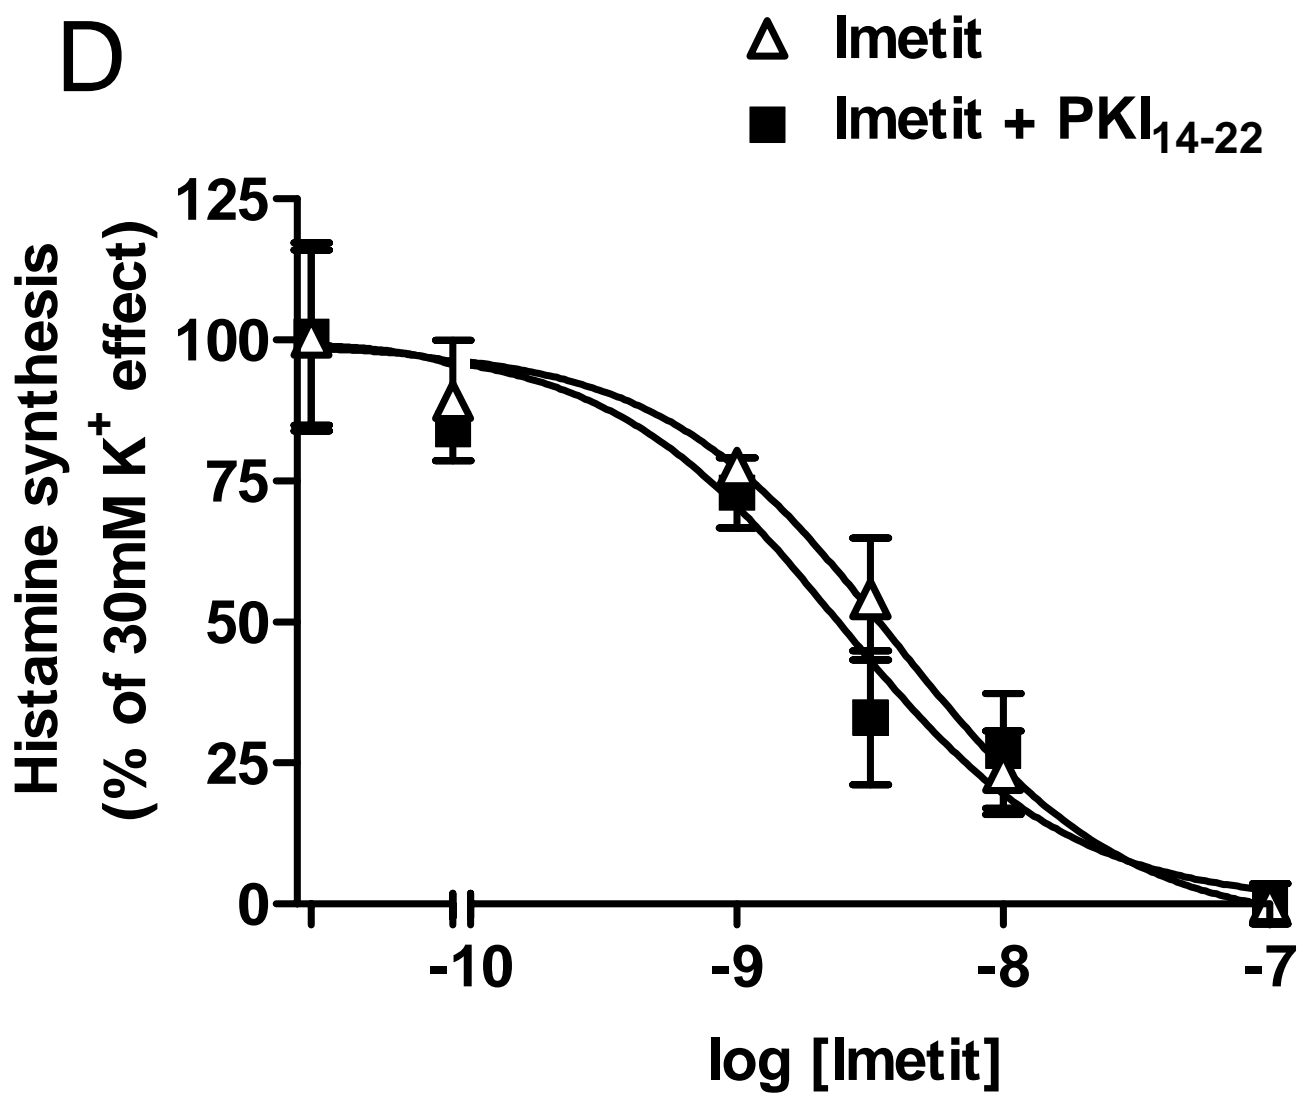 D
Imetit
Imetit + PKI14-22
125
100
75
50
25
0
Histamine synthesis
(% of 30mM K+ effect)
-10 -9 -8 -7
log [Imetit]